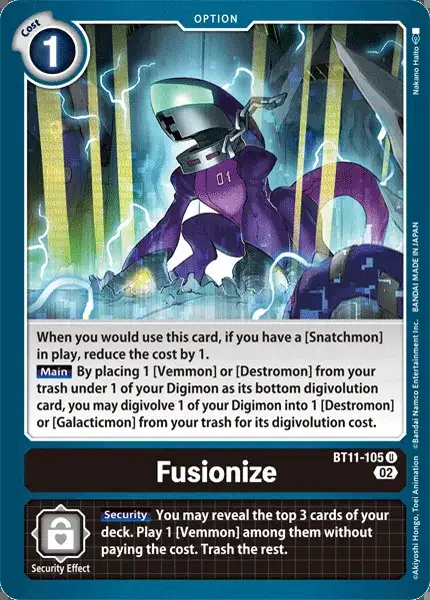 OPTION
Cost
1
Nakano Haito
01
©Akiyoshi Hongo, Toei Animation ©Bandai Namco Entertainment Inc. BANDAI MADE IN JAPAN
When you would use this card, if you have a [Snatchmon]
in play, reduce the cost by 1.
Main By placing 1 [Vemmon] or [Destromon] from your
trash under 1 of your Digimon as its bottom digivolution
card, you may digivolve 1 of your Digimon into 1 [Destromon]
or [Galacticmon] from your trash for its digivolution cost.
BT11-105 U
Fusionize
02
Security You may reveal the top 3 cards of your
deck. Play 1 [Vemmon] among them without
paying the cost. Trash the rest.
Security Effect